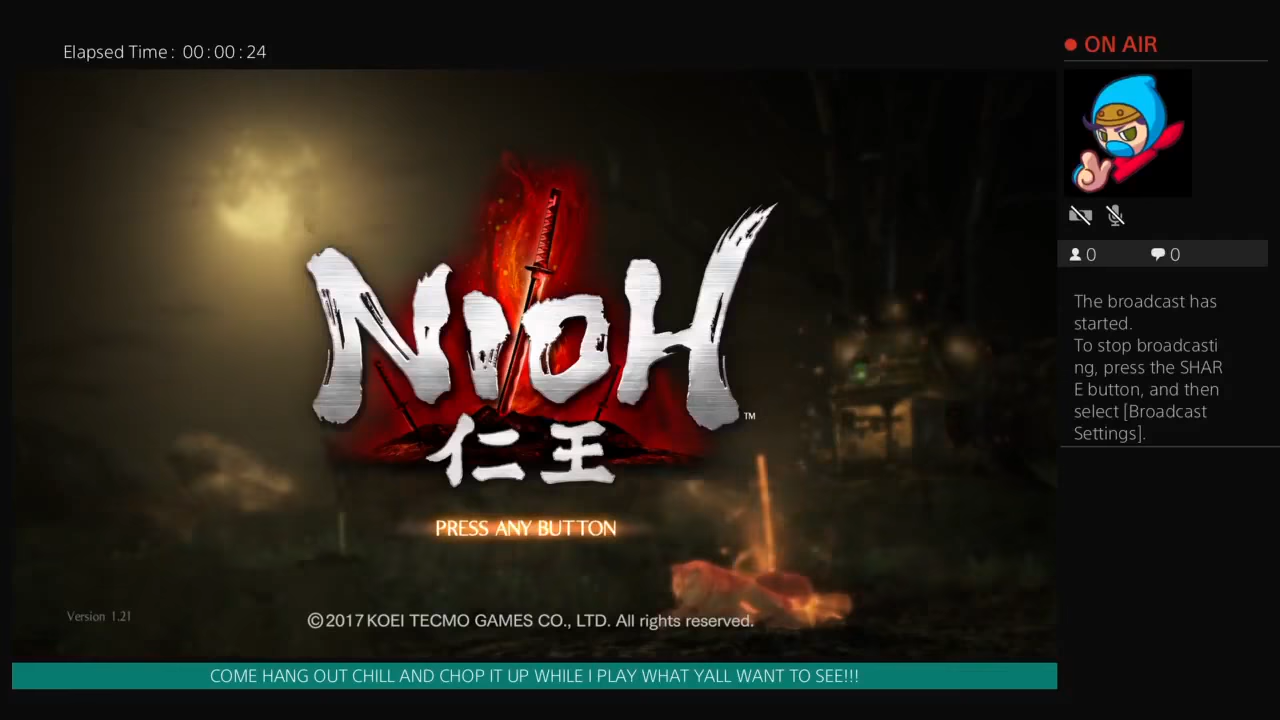 Elapsed Time: 00:00:24
ON AIR
NIOH
™
仁王
PRESS ANY BUTTON
Version 1.21
©2017 KOEI TECMO GAMES CO., LTD. All rights reserved.
0
0
The broadcast has
started.
To stop broadcasti
ng, press the SHAR
E button, and then
select [Broadcast
Settings].
COME HANG OUT CHILL AND CHOP IT UP WHILE I PLAY WHAT YALL WANT TO SEE!!!